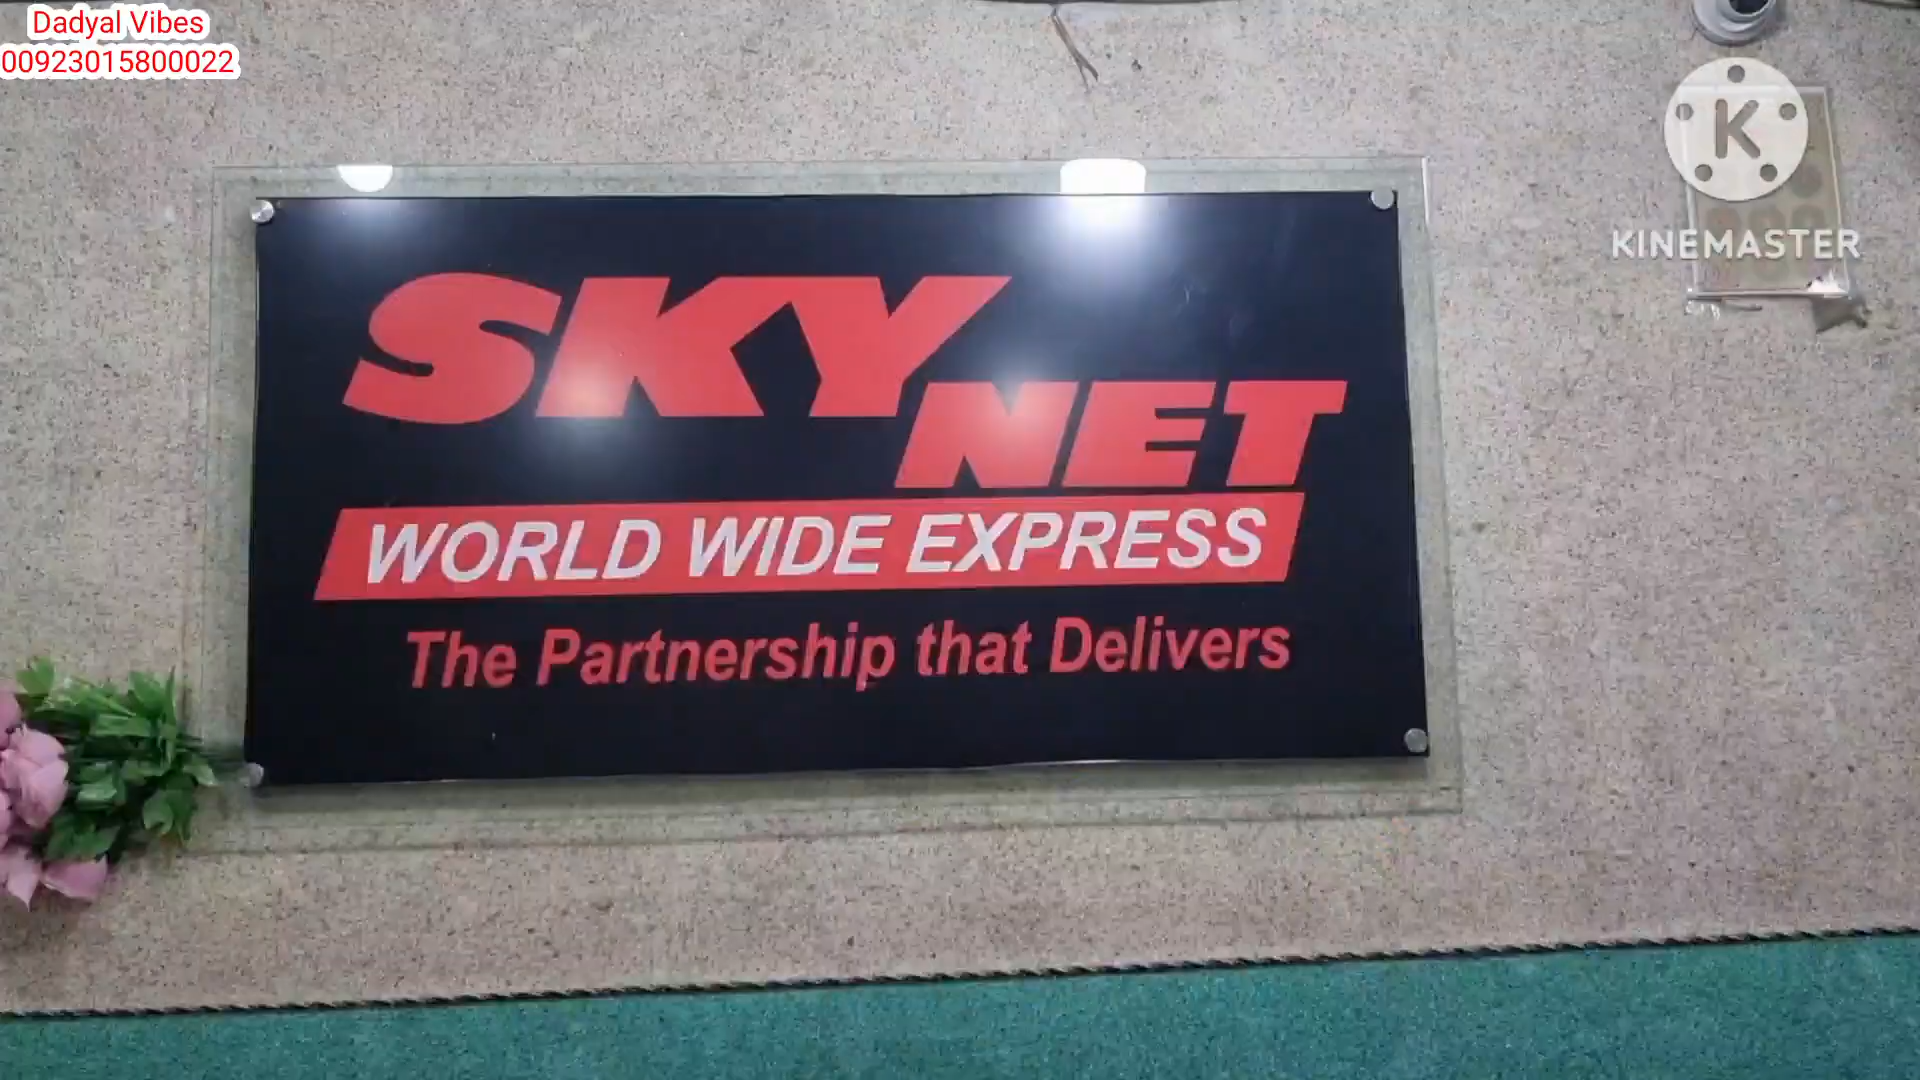 Dadyal Vibes
00923015800022
K
KINEMASTER
SKY
NET
WORLD WIDE EXPRESS
The Partnership that Delivers